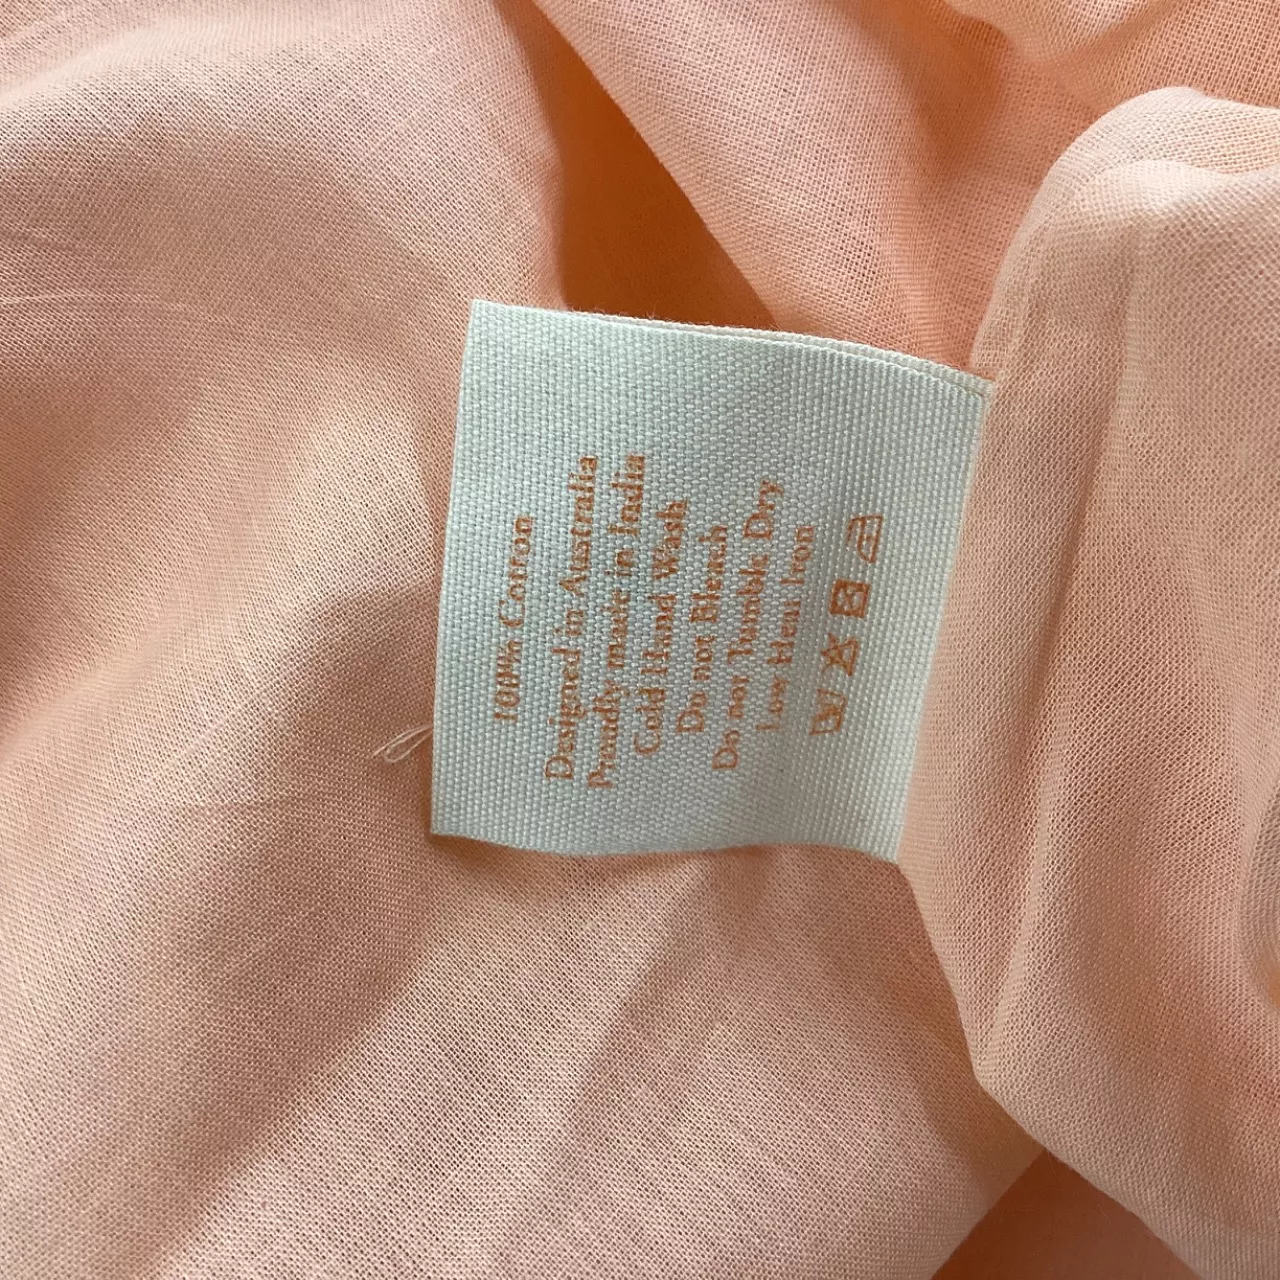 100% Cotton
Designed in Australia
Proudly made in India
Cold Hand Wash
Do not Bleach
Do not Tumble Dry
Low Heat Iron